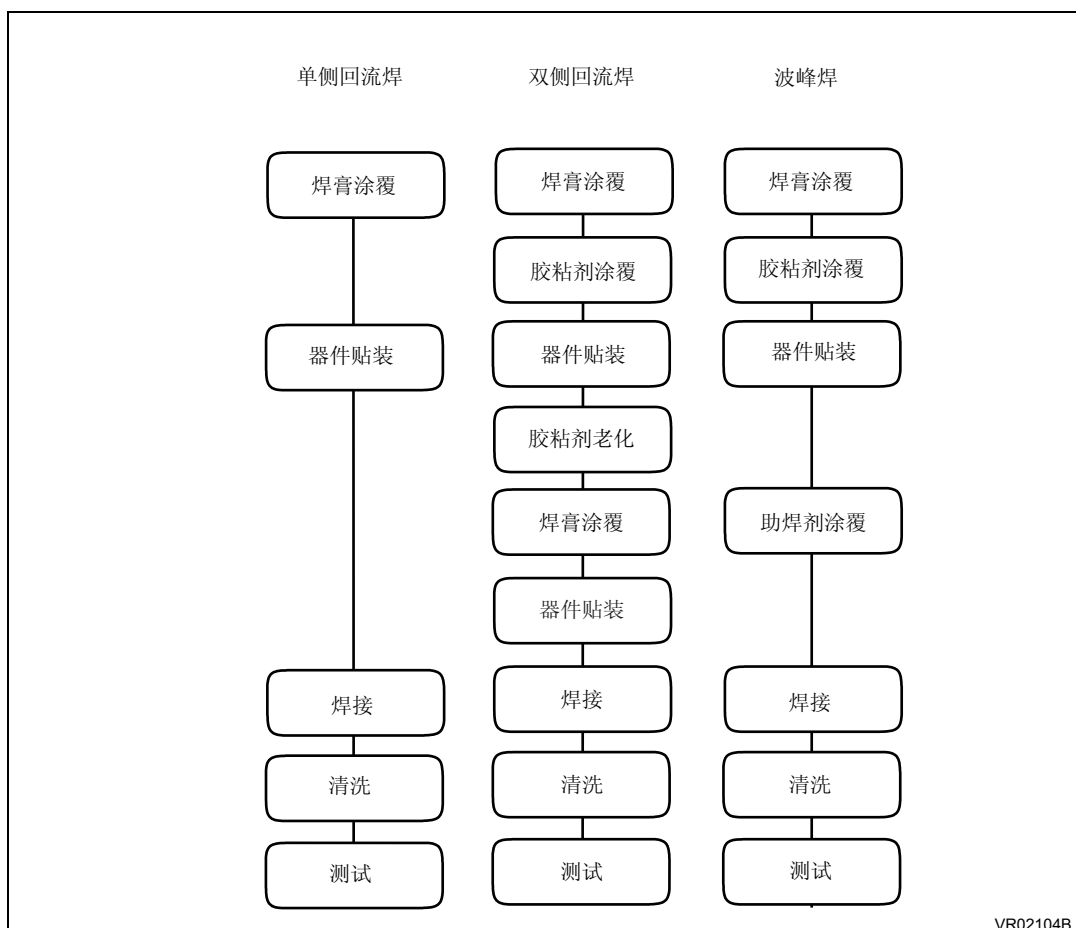 单侧回流焊
双侧回流焊
波峰焊
焊膏涂覆
器件贴装
焊接
清洗
测试
焊膏涂覆
胶粘剂涂覆
器件贴装
胶粘剂老化
焊膏涂覆
器件贴装
焊接
清洗
测试
焊膏涂覆
胶粘剂涂覆
器件贴装
助焊剂涂覆
焊接
清洗
测试
VR02104B